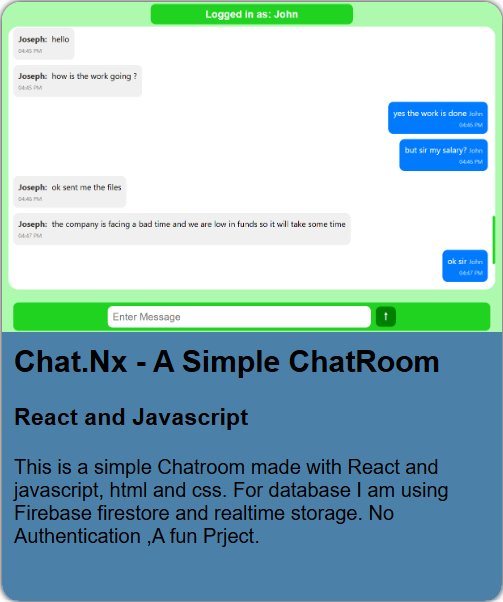 Logged in as: John
Joseph: hello
04:45 PM
Joseph: how is the work going ?
04:45 PM
yes the work is done John
04:46 PM
but sir my salary? John
04:46 PM
Joseph: ok sent me the files
04:46 PM
Joseph: the company is facing a bad time and we are low in funds so it will take some time
04:47 PM
ok sir John
04:47 PM
Enter Message ↑
Chat.Nx - A Simple ChatRoom
React and Javascript
This is a simple Chatroom made with React and
javascript, html and css. For database I am using
Firebase firestore and realtime storage. No
Authentication ,A fun Prject.